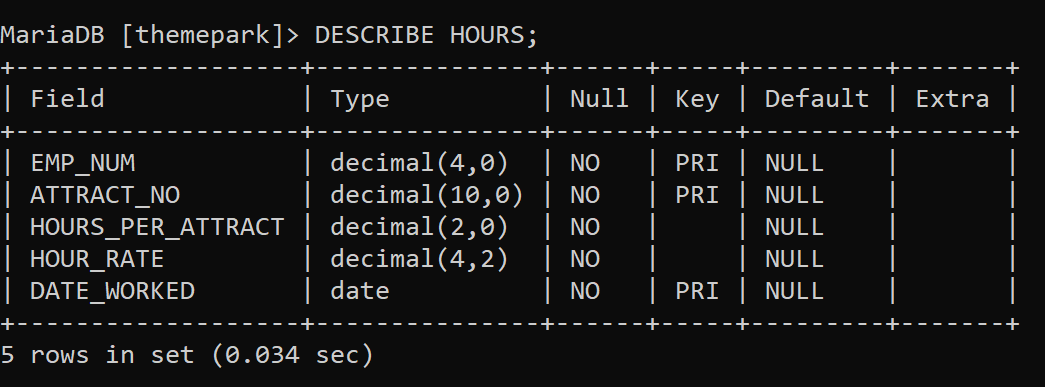 MariaDB [themepark]> DESCRIBE HOURS;
+-------------------+---------------+------+-----+---------+-------+
| Field             | Type          | Null | Key | Default | Extra |
+-------------------+---------------+------+-----+---------+-------+
| EMP_NUM           | decimal(4,0)  | NO   | PRI | NULL    |       |
| ATTRACT_NO        | decimal(10,0) | NO   | PRI | NULL    |       |
| HOURS_PER_ATTRACT | decimal(2,0)  | NO   |     | NULL    |       |
| HOUR_RATE         | decimal(4,2)  | NO   |     | NULL    |       |
| DATE_WORKED       | date          | NO   | PRI | NULL    |       |
+-------------------+---------------+------+-----+---------+-------+
5 rows in set (0.034 sec)